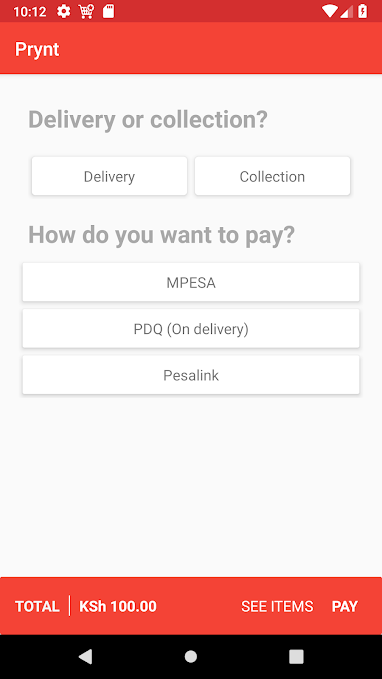 10:12
Prynt
Delivery or collection?
Delivery Collection
How do you want to pay?
MPESA
PDQ (On delivery)
Pesalink
TOTAL KSh 100.00 SEE ITEMS PAY